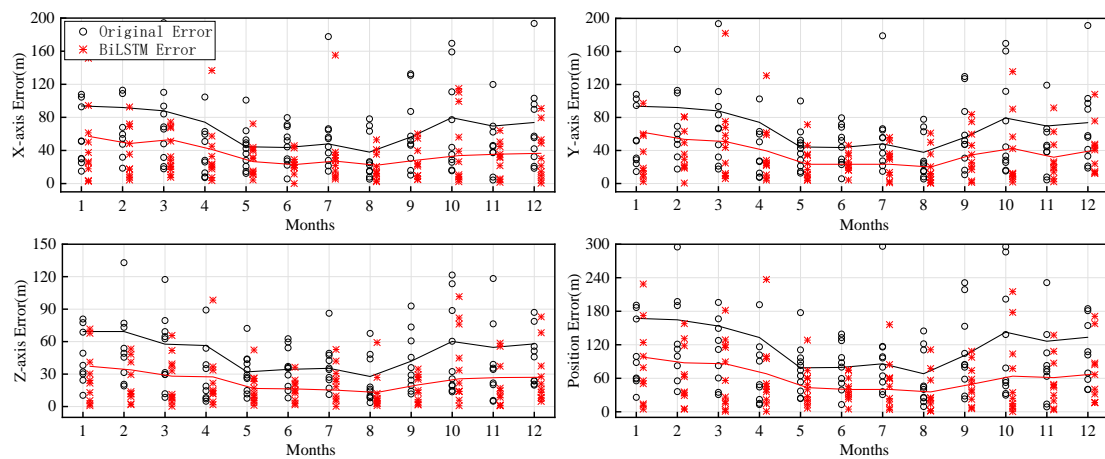 200
160
120
80
40
0
X-axis Error(m)
Original Error
BiLSTM Error
1 2 3 4 5 6 7 8 9 10 11 12
Months
200
160
120
80
40
0
Y-axis Error(m)
1 2 3 4 5 6 7 8 9 10 11 12
Months
150
120
90
60
30
0
Z-axis Error(m)
1 2 3 4 5 6 7 8 9 10 11 12
Months
300
240
180
120
60
0
Position Error(m)
1 2 3 4 5 6 7 8 9 10 11 12
Months